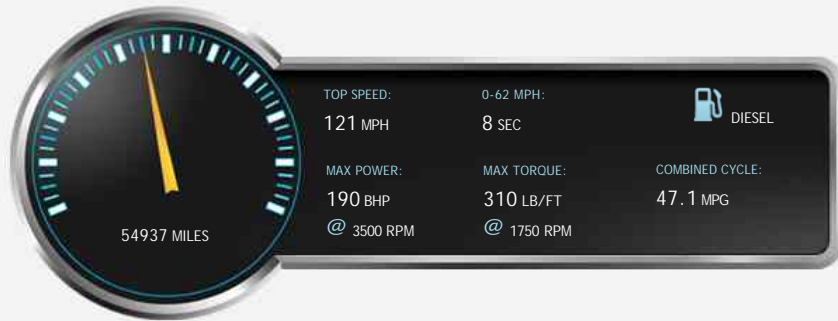 TOP SPEED:
121 MPH
0-62 MPH:
8 SEC
DIESEL
MAX POWER:
190 BHP
@ 3500 RPM
MAX TORQUE:
310 LB/FT
@ 1750 RPM
COMBINED CYCLE:
47.1 MPG
54937 MILES